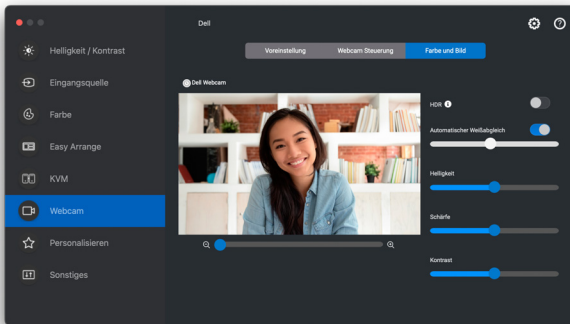 Dell
Helligkeit / Kontrast
Eingangsquelle
Farbe
Easy Arrange
KVM
Webcam
Personalisieren
Sonstiges
Voreinstellung
Webcam Steuerung
Farbe und Bild
Dell Webcam
HDR
Automatischer Weißabgleich
Helligkeit
Schärfe
Kontrast